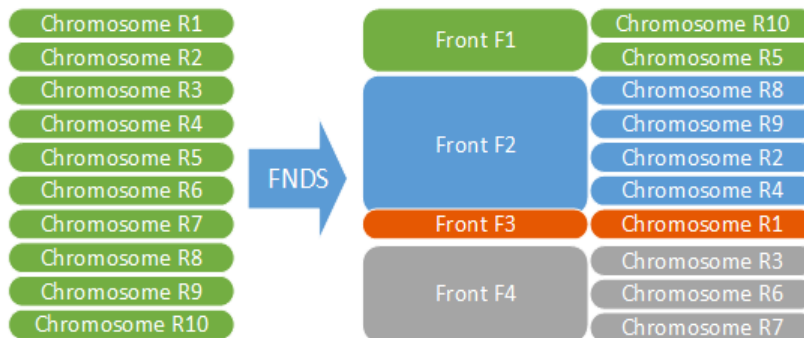 Chromosome R1
Chromosome R2
Chromosome R3
Chromosome R4
Chromosome R5
Chromosome R6
Chromosome R7
Chromosome R8
Chromosome R9
Chromosome R10
FNDS
Front F1
Chromosome R10
Chromosome R5
Front F2
Chromosome R8
Chromosome R9
Chromosome R2
Chromosome R4
Front F3
Chromosome R1
Front F4
Chromosome R3
Chromosome R6
Chromosome R7